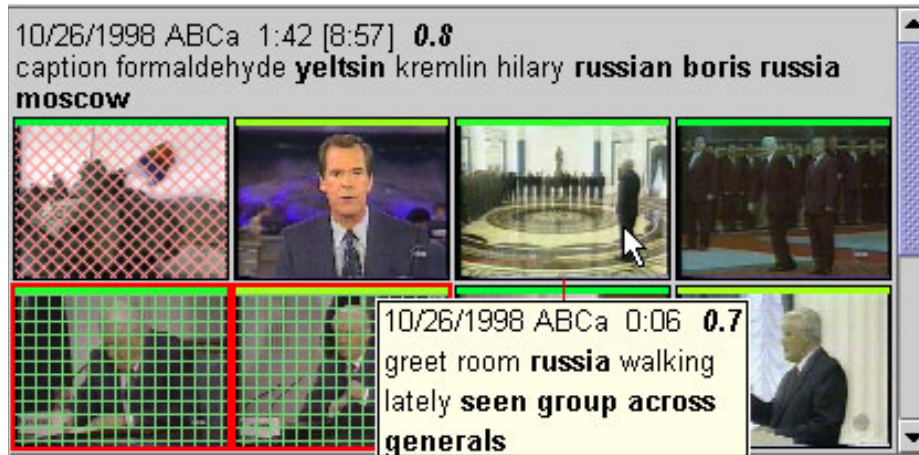 10/26/1998 ABCa 1:42 [8:57] 0.8
caption formaldehyde yeltsin kremlin hilary russian boris russia
moscow
10/26/1998 ABCa 0:06 0.7
greet room russia walking
lately seen group across
generals